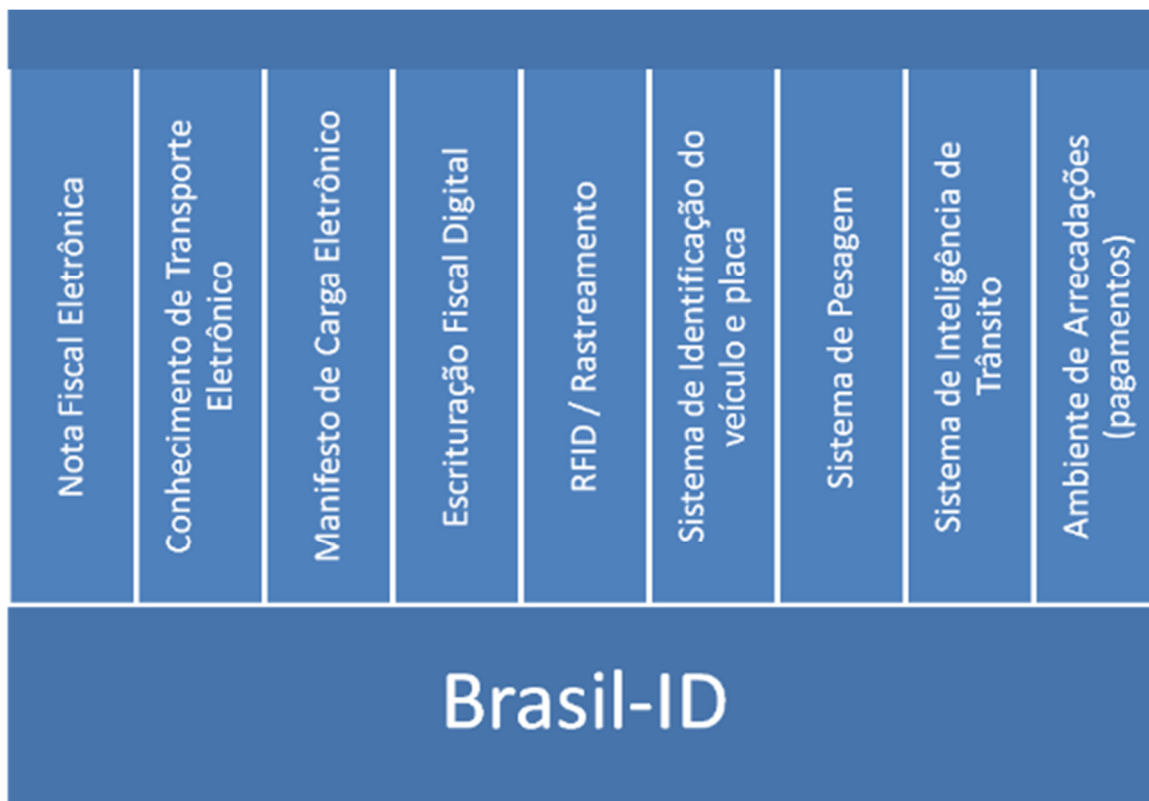 Nota Fiscal Eletrônica
Conhecimento de Transporte
Eletrônico
Manifesto de Carga Eletrônico
Escrituração Fiscal Digital
RFID / Rastreamento
Sistema de Identificação do
veículo e placa
Sistema de Pesagem
Sistema de Inteligência de
Trânsito
Ambiente de Arrecadações
(pagamentos)
Brasil-ID